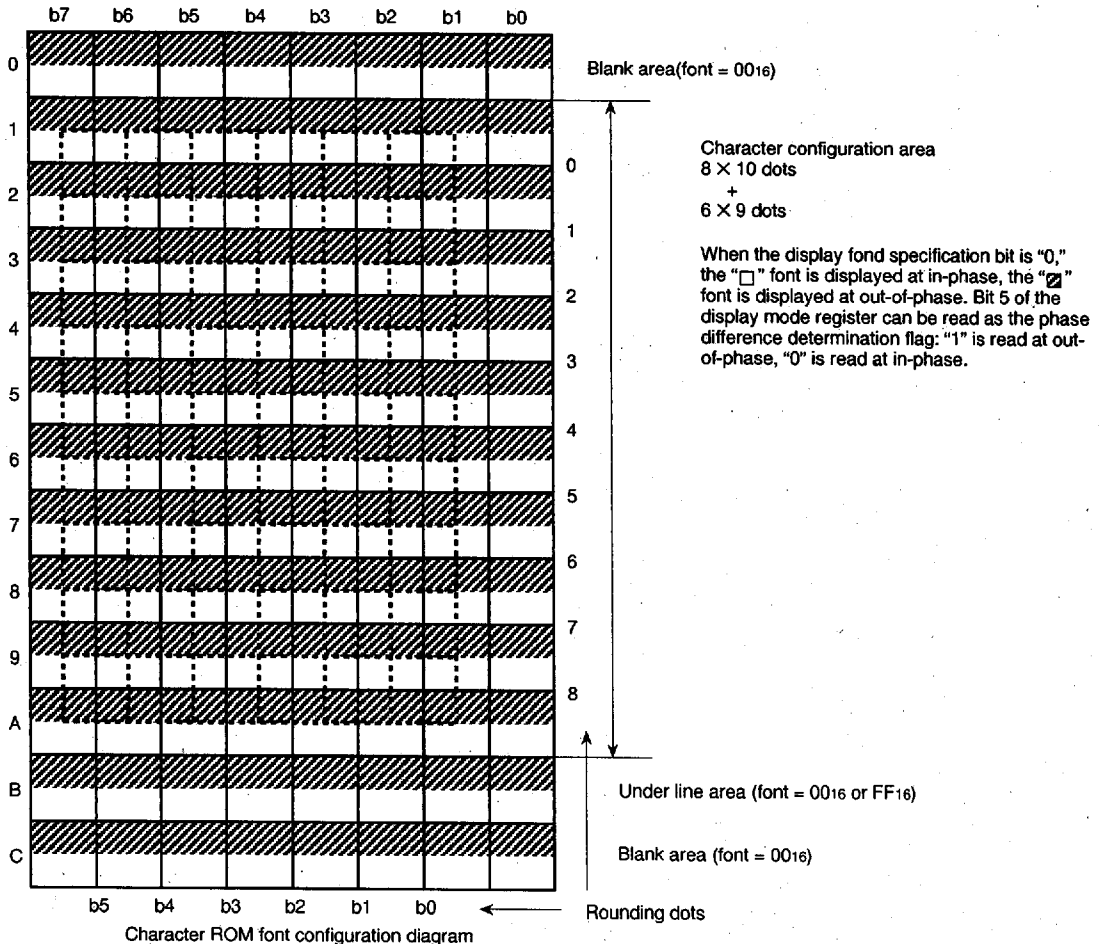 b7 b6 b5 b4 b3 b2 b1 b0
0
Blank area(font = 0016)
1
Character configuration area
0
8 × 10 dots
+
2
6 × 9 dots
1
When the display fond specification bit is "0,"
3
the "□" font is displayed at in-phase, the "▨"
2
font is displayed at out-of-phase. Bit 5 of the
display mode register can be read as the phase
4
difference determination flag: "1" is read at out-
3
of-phase, "0" is read at in-phase.
5
4
6
5
7
6
8
7
9
8
A
B
Under line area (font = 0016 or FF16)
C
Blank area (font = 0016)
b5 b4 b3 b2 b1 b0
Rounding dots
Character ROM font configuration diagram